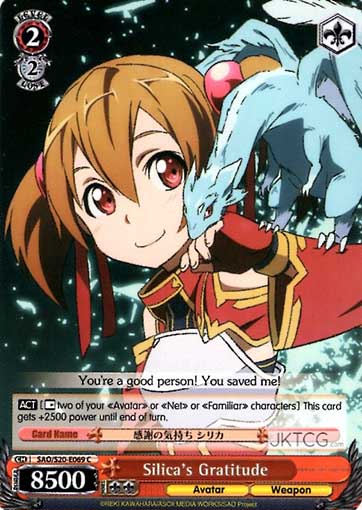 2
2
You're a good person! You saved me!
ACT [two of your «Avatar» or «Net» or «Familiar» characters] This card
gets +2500 power until end of turn.
Card Name 感謝の気持ち シリカ
JKTCG.com
CH SAO/S20-E069 C
Silica's Gratitude
8500
Avatar Weapon
©REKI KAWAHARA/ASCII MEDIA WORKS/SAO Project